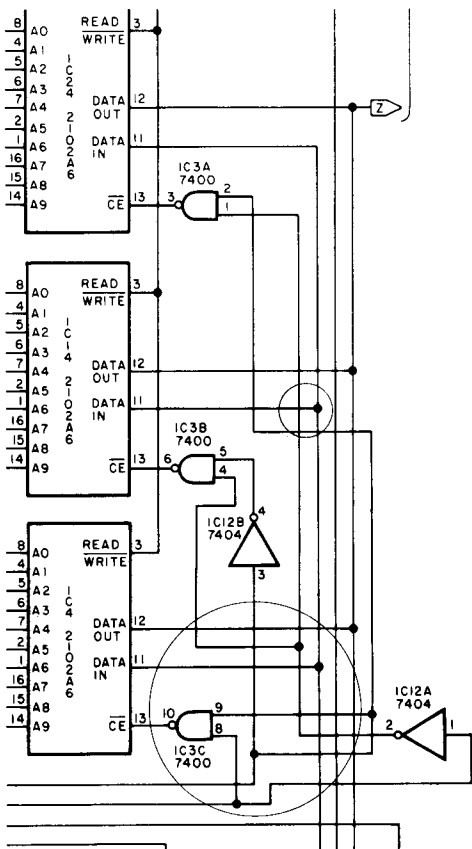 8 A0 READ 3
4 A1 WRITE
5 A2
6 A3
7 A4 DATA OUT 12
2 A5
1 A6 DATA IN 11
16 A7
15 A8
14 A9 CE 13
IC24 2102A6
Z
IC3A
7400
3 2
1
8 A0 READ 3
4 A1 WRITE
5 A2
6 A3
7 A4 DATA OUT 12
2 A5
1 A6 DATA IN 11
16 A7
15 A8
14 A9 CE 13
IC14 2102A6
IC3B
7400
6 5
4
IC12B
7404
4
3
8 A0 READ 3
4 A1 WRITE
5 A2
6 A3
7 A4 DATA OUT 12
2 A5
1 A6 DATA IN 11
16 A7
15 A8
14 A9 CE 13
IC4 2102A6
10 9
8
IC3C
7400
IC12A
7404
2 1